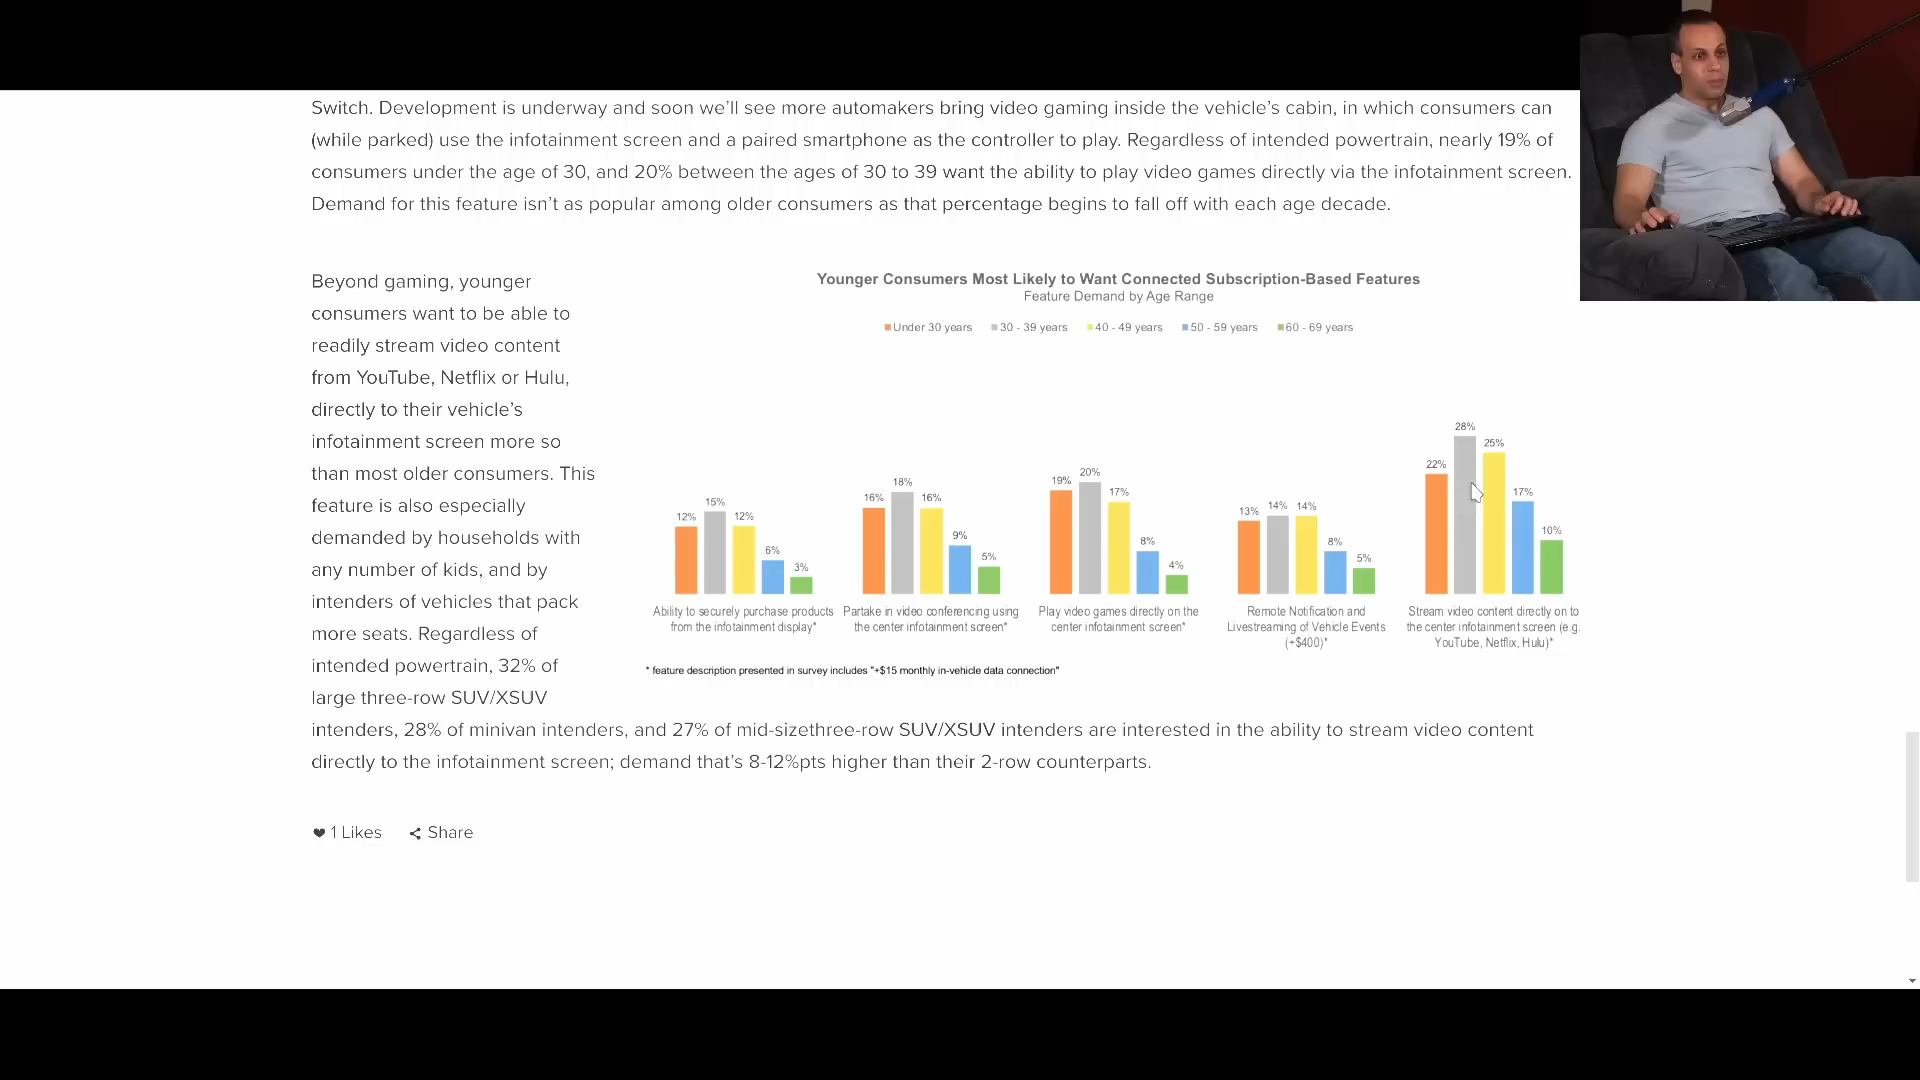 Switch. Development is underway and soon we’ll see more automakers bring video gaming inside the vehicle’s cabin, in which consumers can
(while parked) use the infotainment screen and a paired smartphone as the controller to play. Regardless of intended powertrain, nearly 19% of
consumers under the age of 30, and 20% between the ages of 30 to 39 want the ability to play video games directly via the infotainment screen.
Demand for this feature isn’t as popular among older consumers as that percentage begins to fall off with each age decade.
Beyond gaming, younger
consumers want to be able to
readily stream video content
from YouTube, Netflix or Hulu,
directly to their vehicle’s
infotainment screen more so
than most older consumers. This
feature is also especially
demanded by households with
any number of kids, and by
intenders of vehicles that pack
more seats. Regardless of
intended powertrain, 32% of
large three-row SUV/XSUV
intenders, 28% of minivan intenders, and 27% of mid-sizethree-row SUV/XSUV intenders are interested in the ability to stream video content
directly to the infotainment screen; demand that’s 8-12%pts higher than their 2-row counterparts.
Younger Consumers Most Likely to Want Connected Subscription-Based Features
Feature Demand by Age Range
Under 30 years 30 - 39 years 40 - 49 years 50 - 59 years 60 - 69 years
12% 15% 12% 6% 3%
Ability to securely purchase products
from the infotainment display*
16% 18% 16% 9% 5%
Partake in video conferencing using
the center infotainment screen*
19% 20% 17% 8% 4%
Play video games directly on the
center infotainment screen*
13% 14% 14% 8% 5%
Remote Notification and
Livestreaming of Vehicle Events
(+$400)*
22% 28% 25% 17% 10%
Stream video content directly on to
the center infotainment screen (e.g.
YouTube, Netflix, Hulu)*
* feature description presented in survey includes "+$15 monthly in-vehicle data connection"
1 Likes Share